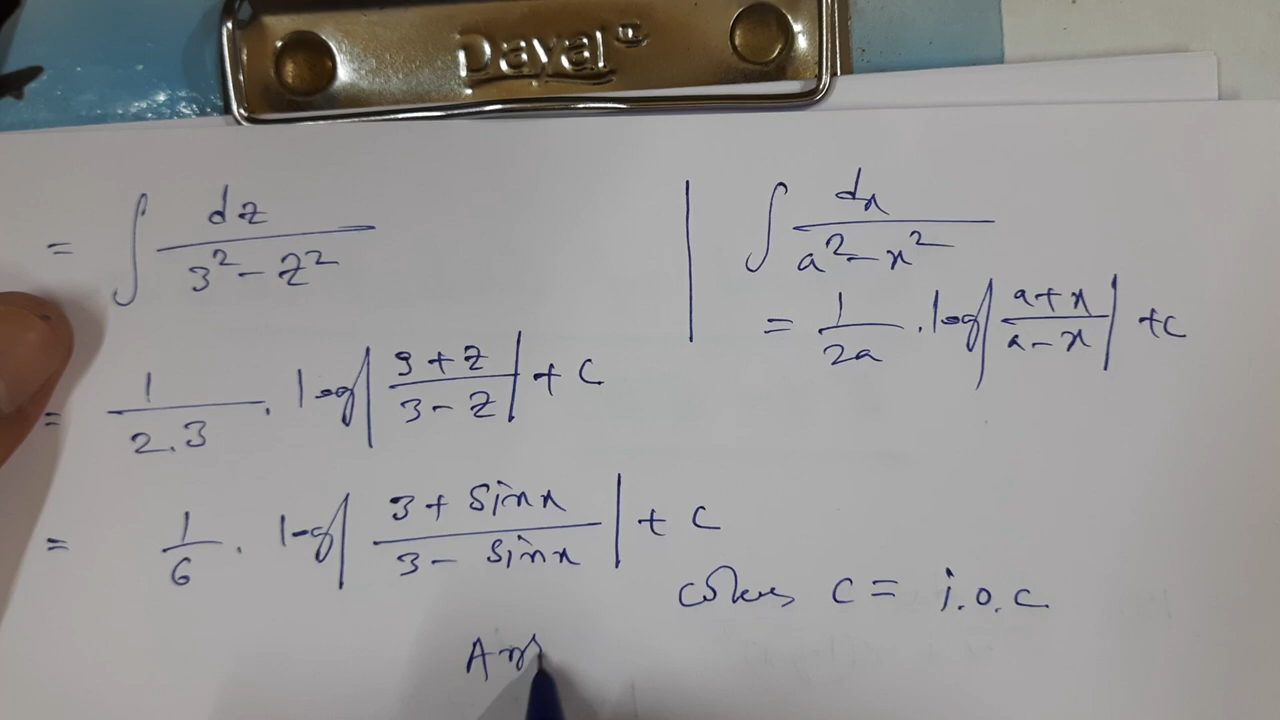 Dayal
= ∫ dz / (3² - z²)
= 1 / 2.3 . log | 3 + z / 3 - z | + c
= 1 / 6 . log | 3 + Sinx / 3 - Sinx | + c
∫ dx / (a² - x²)
= 1 / 2a . log | a + x / a - x | + c
c = i.o.c.
Ans